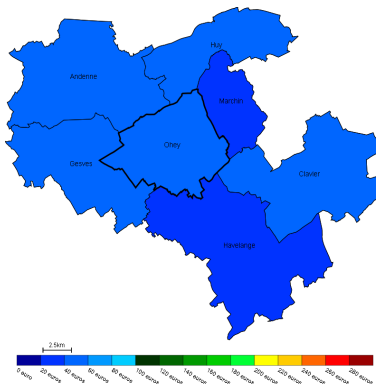 Huy
Andenne
Marchin
Ohey
Gesves
Clavier
Havelange
2.5km
0 euro
20 euros
40 euros
60 euros
80 euros
100 euros
120 euros
140 euros
160 euros
180 euros
200 euros
220 euros
240 euros
260 euros
280 euros